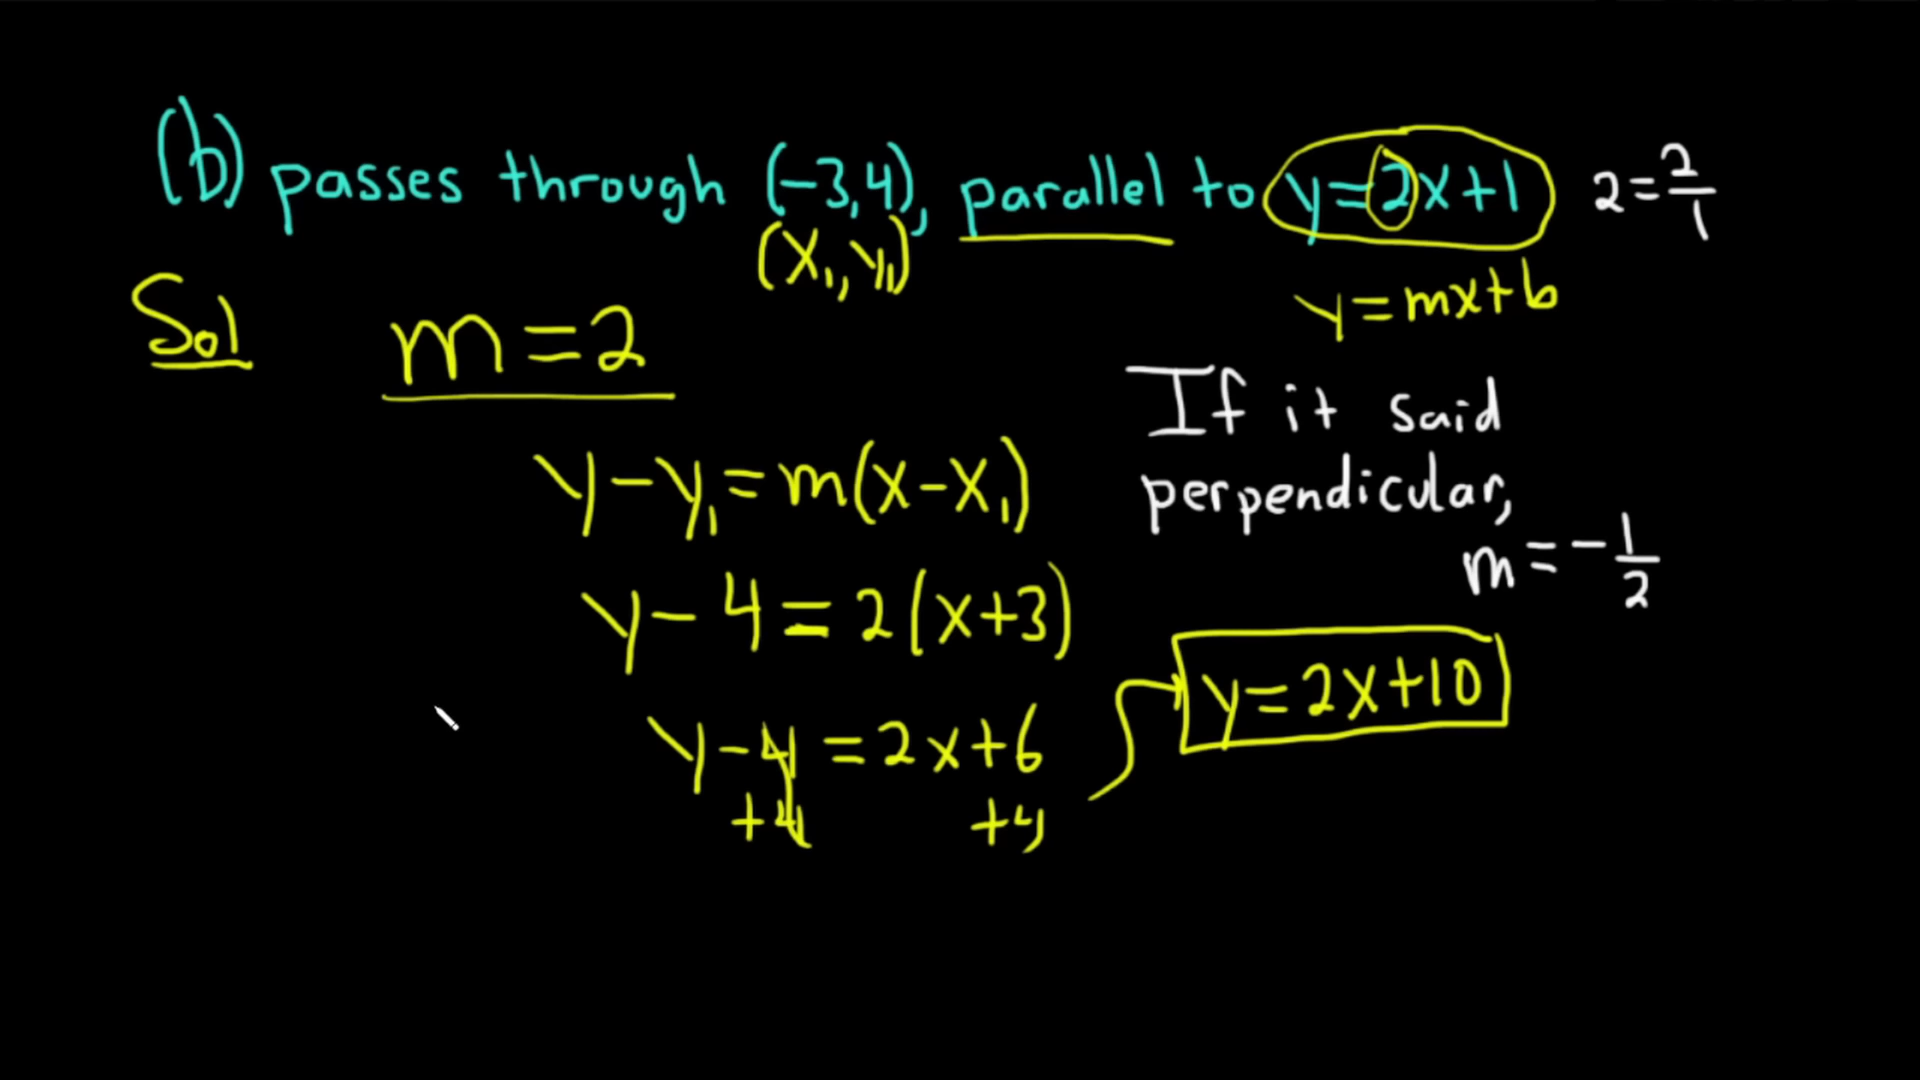 (b) passes through (-3,4), parallel to y=2x+1 2=2/1
(x₁,y₁)
y=mx+b
Sol m=2
If it said
perpendicular,
m=-1/2
y-y₁=m(x-x₁)
y-4=2(x+3)
y-4=2x+6
+4 +4
y=2x+10